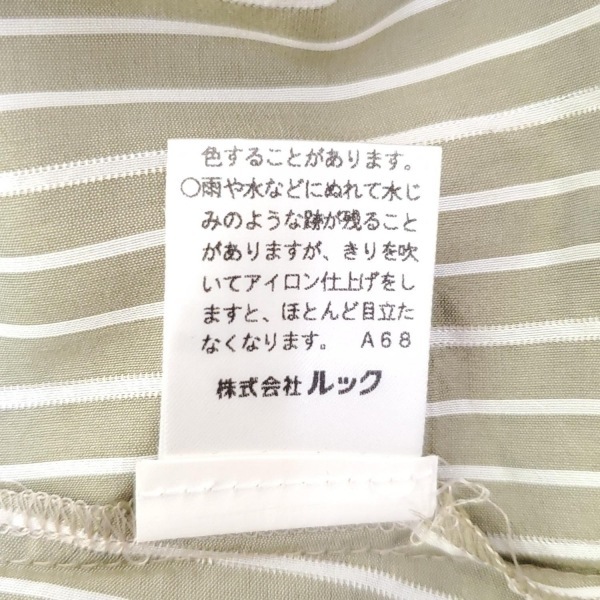 色することがあります。
○雨や水などにぬれて水じ
みのような跡が残ること
がありますが、きりを吹
いてアイロン仕上げをし
ますと、ほとんど目立た
なくなります。 A68
株式会社 ルック